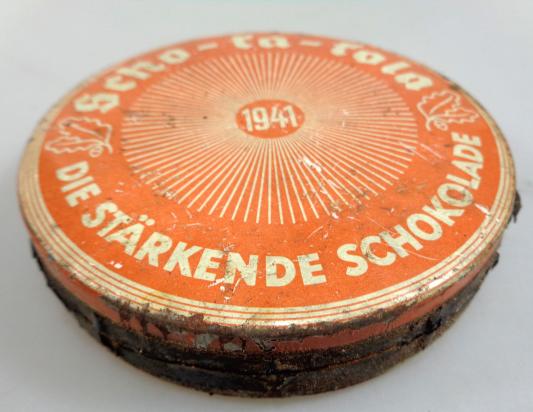 Scho-ka-kola
1941
DIE STÄRKENDE SCHOKOLADE